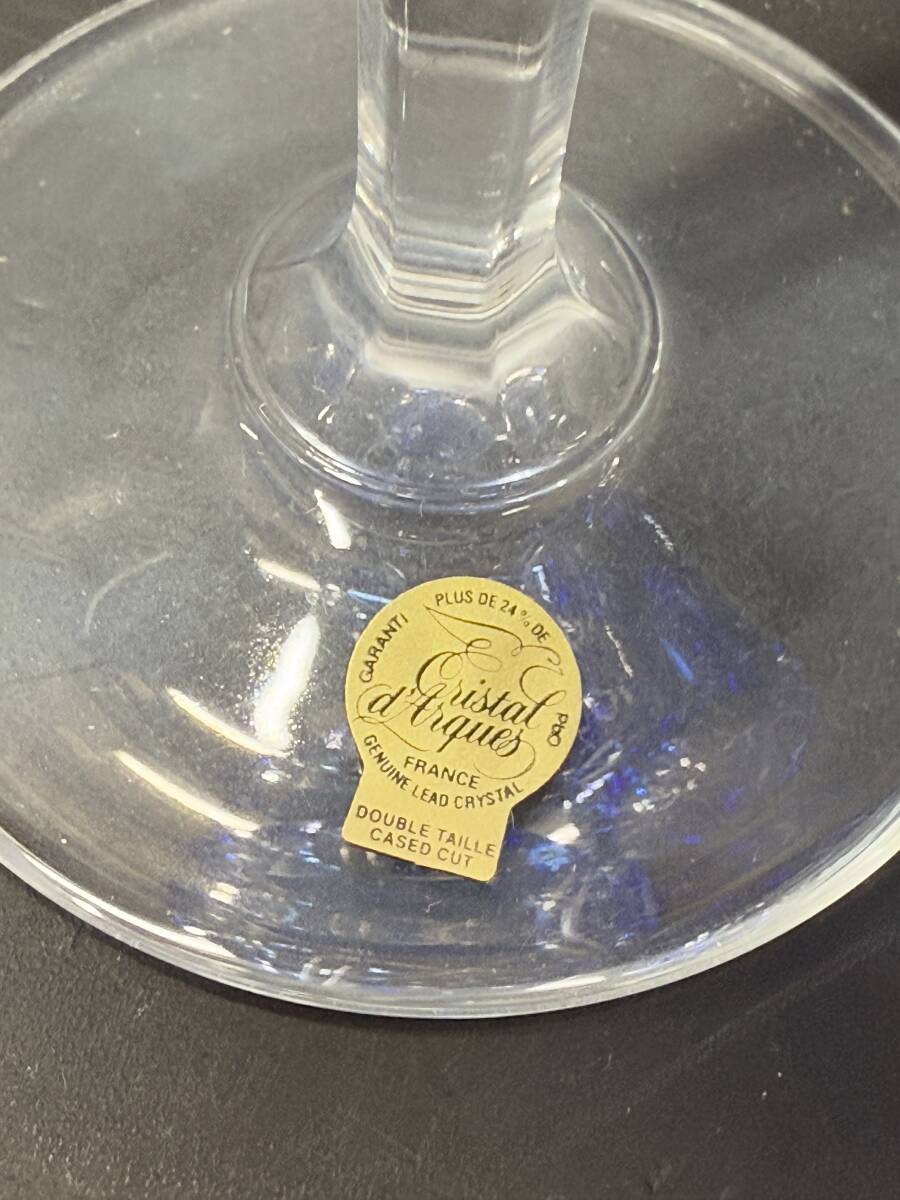 GARANTI PLUS DE 24% DE PbO
Cristal
d'Arques
FRANCE
GENUINE LEAD CRYSTAL
DOUBLE TAILLE
CASED CUT